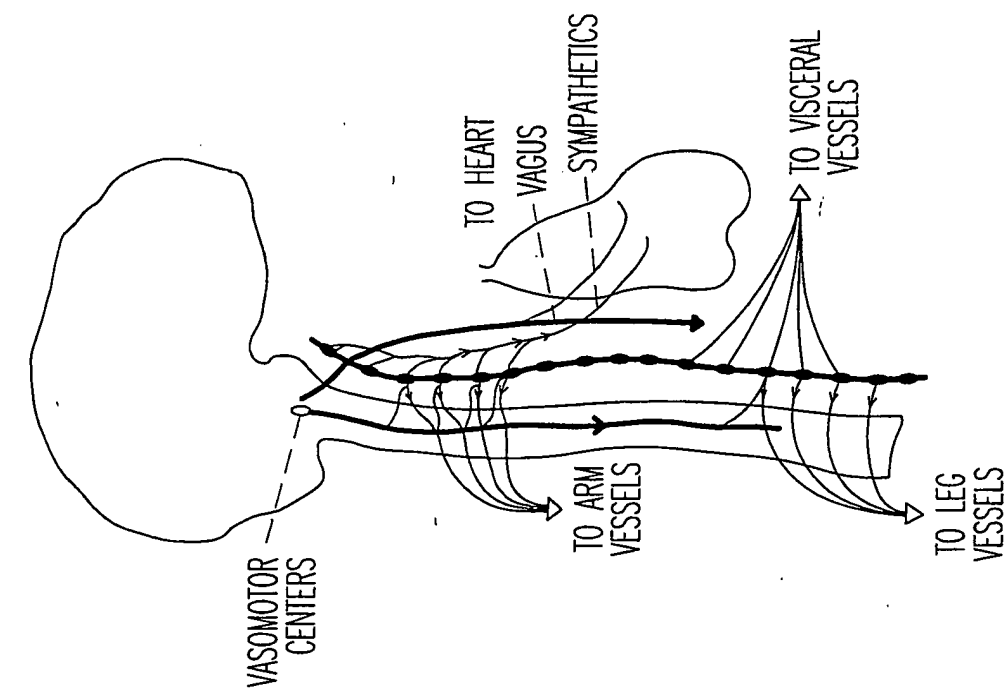 VASOMOTOR
CENTERS
TO HEART
VAGUS
SYMPATHETICS
TO ARM
VESSELS
TO VISCERAL
VESSELS
TO LEG
VESSELS